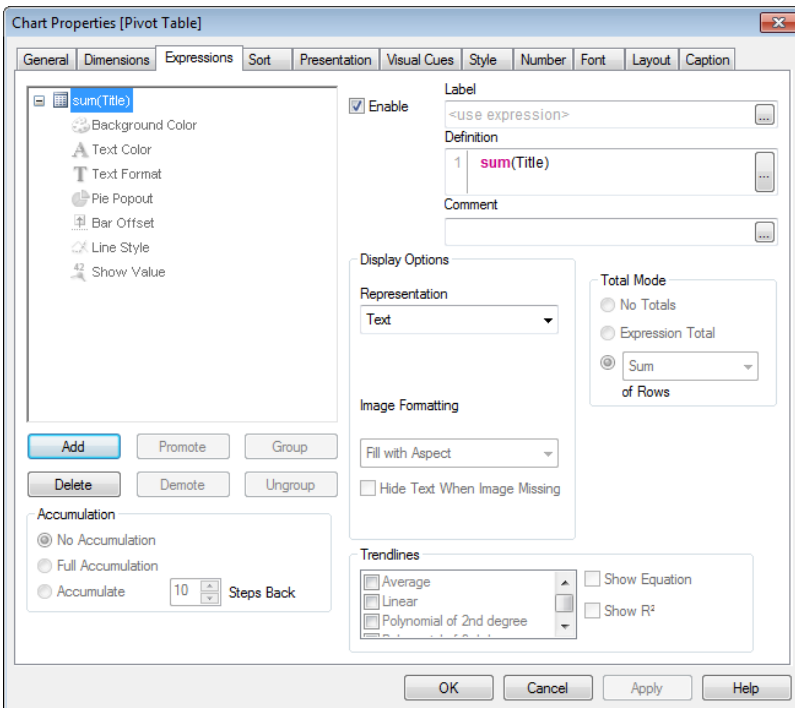 Chart Properties [Pivot Table]
General Dimensions Expressions Sort Presentation Visual Cues Style Number Font Layout Caption
sum(Title)
Background Color
Text Color
Text Format
Pie Popout
Bar Offset
Line Style
42
Show Value
Enable
Label
<use expression>
...
Definition
1 sum(Title)
...
Comment
...
Display Options
Representation
Text
Image Formatting
Fill with Aspect
Hide Text When Image Missing
Total Mode
No Totals
Expression Total
Sum
of Rows
Add Promote Group
Delete Demote Ungroup
Accumulation
No Accumulation
Full Accumulation
Accumulate 10 Steps Back
Trendlines
Average
Linear
Polynomial of 2nd degree
Show Equation
Show R²
OK Cancel Apply Help